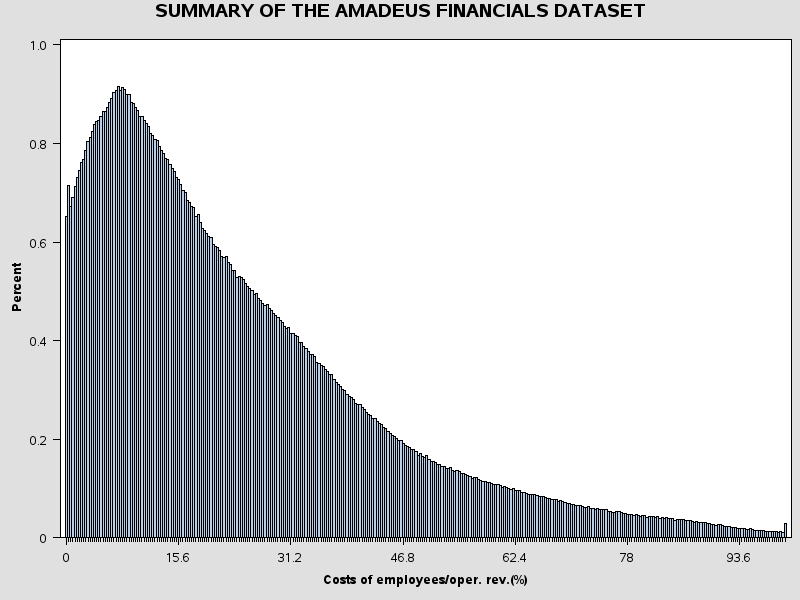 SUMMARY OF THE AMADEUS FINANCIALS DATASET
1.0
0.8
0.6
0.4
0.2
0
Percent
0 15.6 31.2 46.8 62.4 78 93.6
Costs of employees/oper. rev.(%)